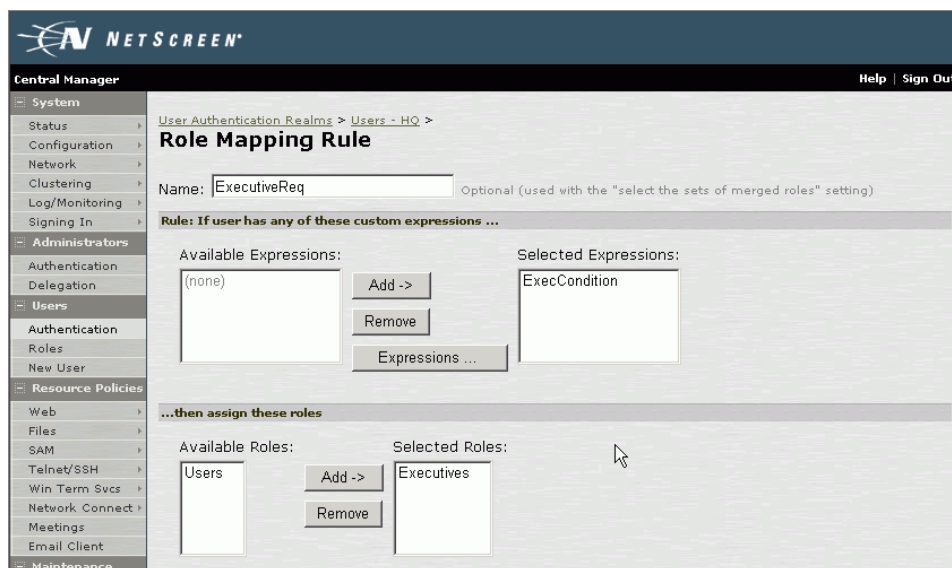 NETSCREEN
Central Manager
Help | Sign Out
System
Status
Configuration
Network
Clustering
Log/Monitoring
Signing In
Administrators
Authentication
Delegation
Users
Authentication
Roles
New User
Resource Policies
Web
Files
SAM
Telnet/SSH
Win Term Svcs
Network Connect
Meetings
Email Client
Maintenance
User Authentication Realms > Users - HQ >
Role Mapping Rule
Name: ExecutiveReq Optional (used with the "select the sets of merged roles" setting)
Rule: If user has any of these custom expressions ...
Available Expressions: Selected Expressions:
(none) Add -> ExecCondition
Remove
Expressions ...
...then assign these roles
Available Roles: Selected Roles:
Users Add -> Executives
Remove